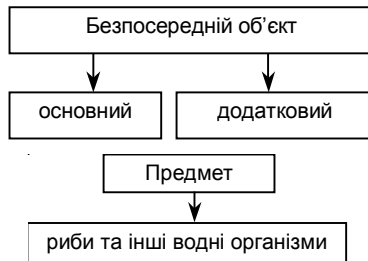 Безпосередній об’єкт
основний
додатковий
Предмет
риби та інші водні організми